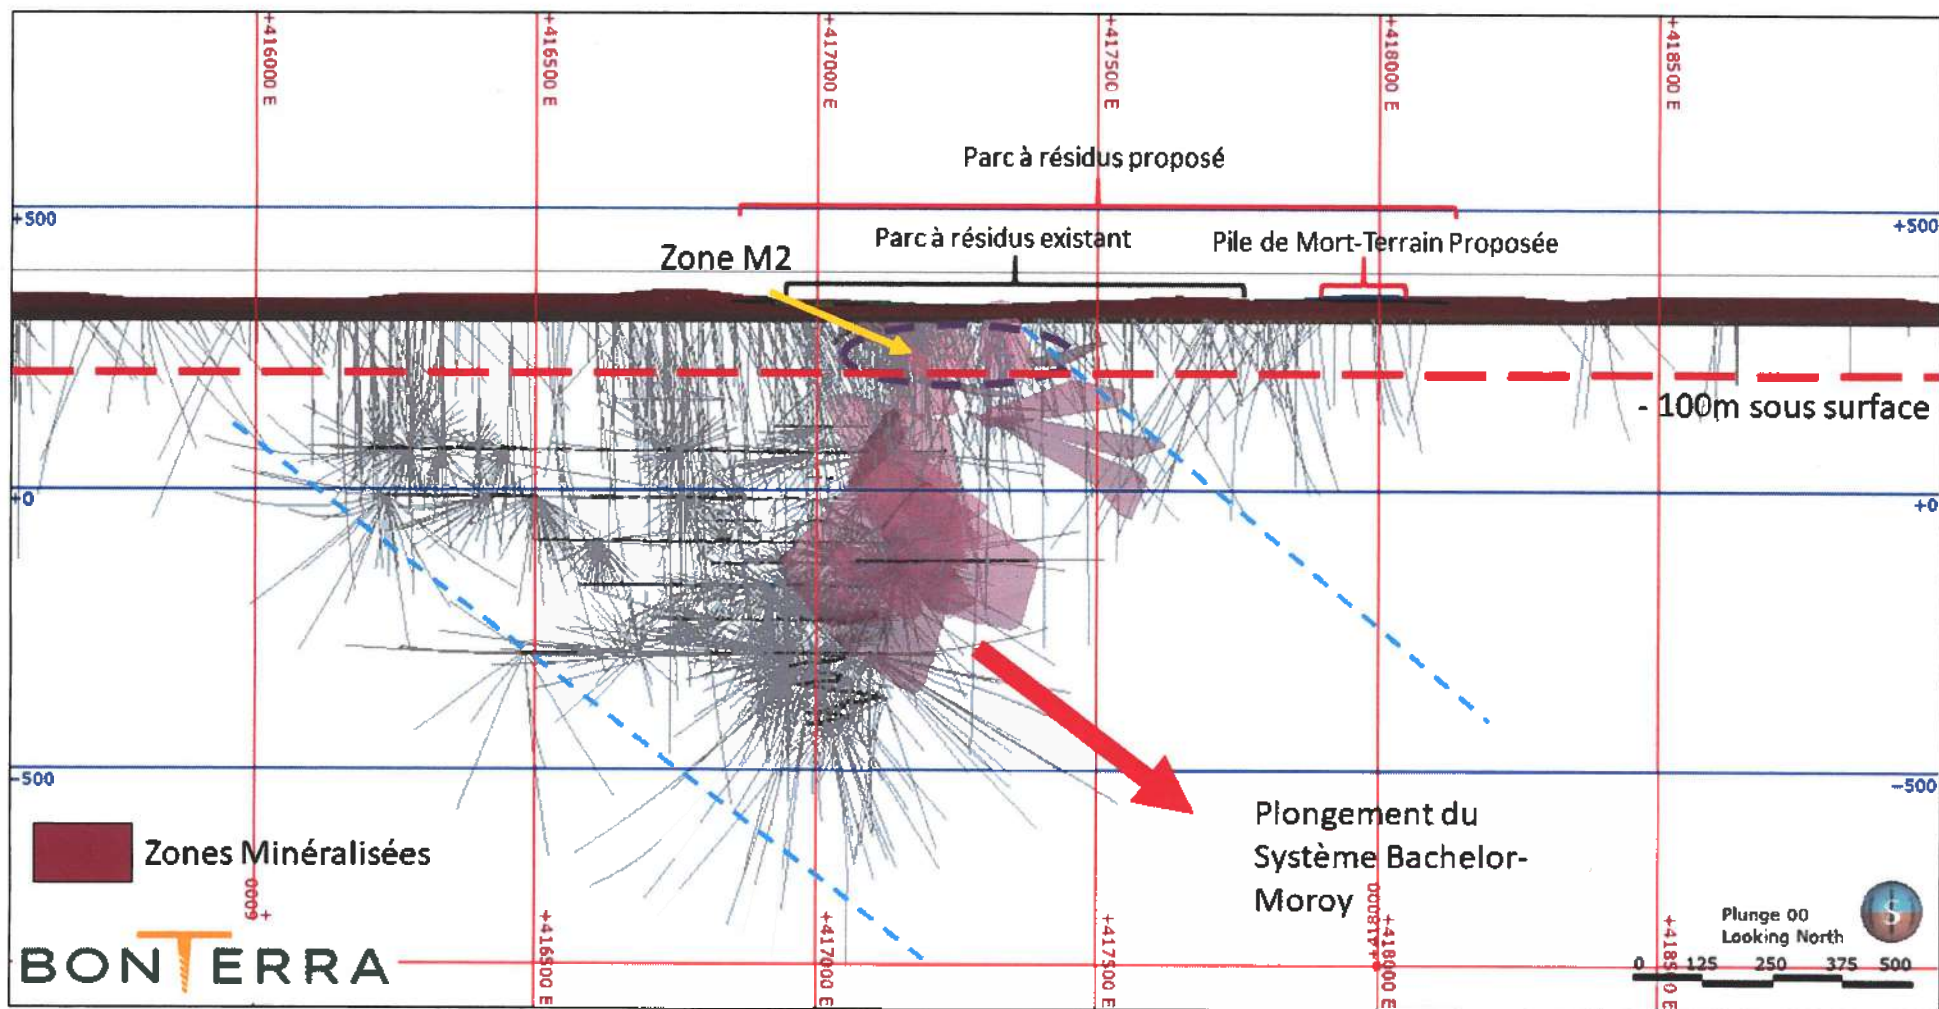 +416000 E
+416500 E
+417000 E
+417500 E
+418000 E
+418500 E
Parc à résidus proposé
+500
+500
Parc à résidus existant
Pile de Mort-Terrain Proposée
Zone M2
- 100m sous surface
+0
+0
-500
-500
Zones Minéralisées
Plongement du
Système Bachelor-
Moroy
+416500 E
+417000 E
+417500 E
+418000 E
Plunge 00
Looking North
S
0 125 250 375 500
BONTERRA